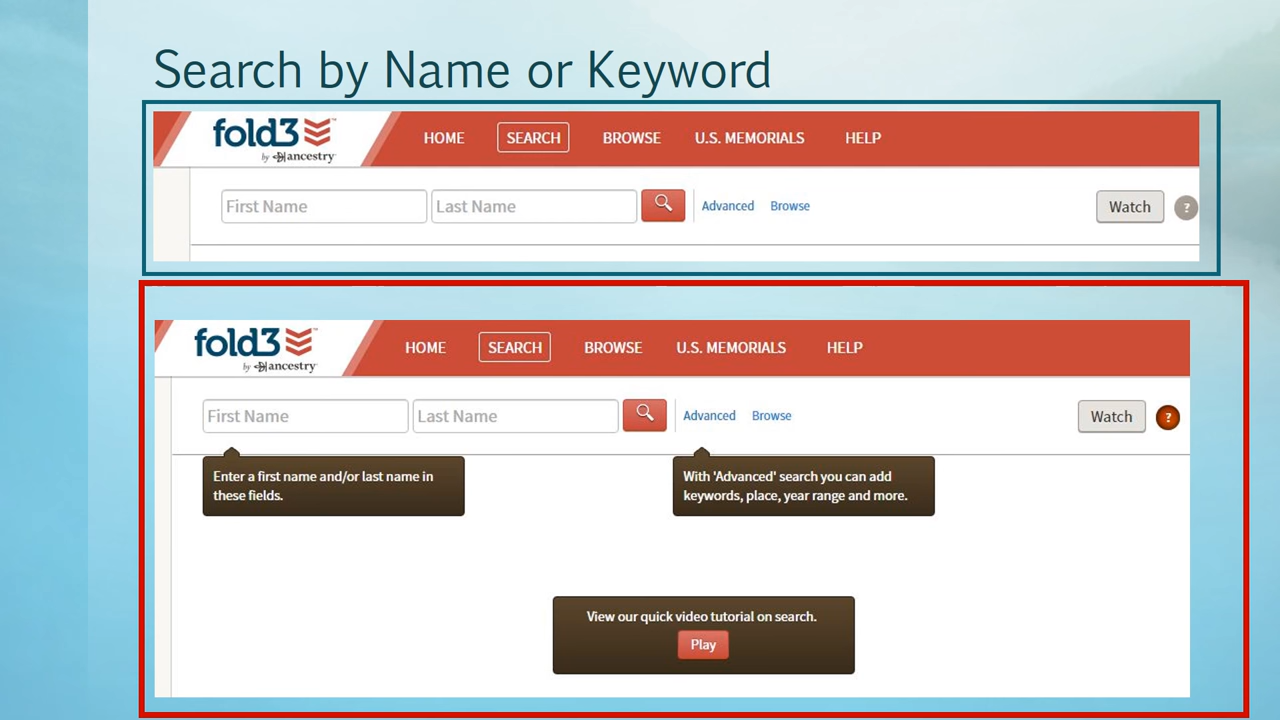 Search by Name or Keyword
fold3™
by ancestry
HOME SEARCH BROWSE U.S. MEMORIALS HELP
First Name Last Name Advanced Browse Watch ?
fold3™
by ancestry
HOME SEARCH BROWSE U.S. MEMORIALS HELP
First Name Last Name Advanced Browse Watch ?
Enter a first name and/or last name in
these fields.
With 'Advanced' search you can add
keywords, place, year range and more.
View our quick video tutorial on search.
Play